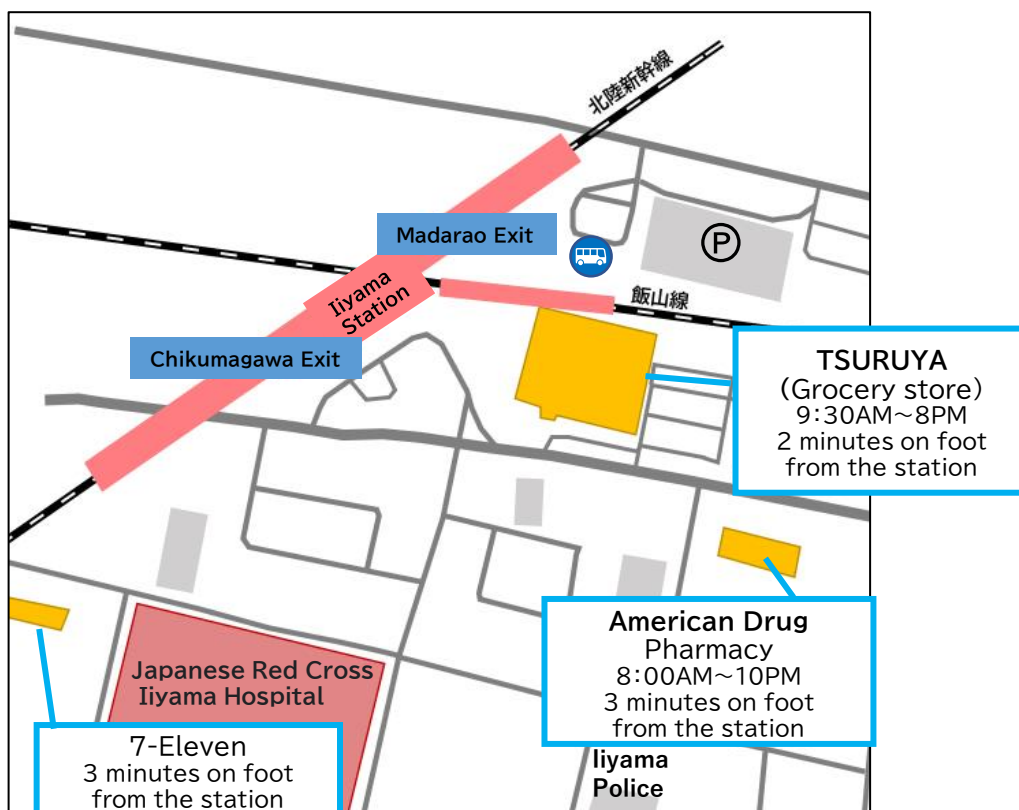 北陸新幹線
Madarao Exit
P
Iiyama
Station
飯山線
Chikumagawa Exit
TSURUYA
(Grocery store)
9:30AM~8PM
2 minutes on foot
from the station
American Drug
Pharmacy
8:00AM~10PM
3 minutes on foot
from the station
Japanese Red Cross
Iiyama Hospital
7-Eleven
3 minutes on foot
from the station
Iiyama
Police